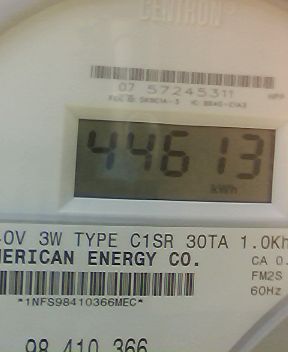 CENTRON®
07 57245311
44613
kWh
0V 3W TYPE C1SR 30TA 1.0Kh
MERICAN ENERGY CO.
CA 0.
FM2S
60Hz
*1NFS98410366MEC*
98 410 366